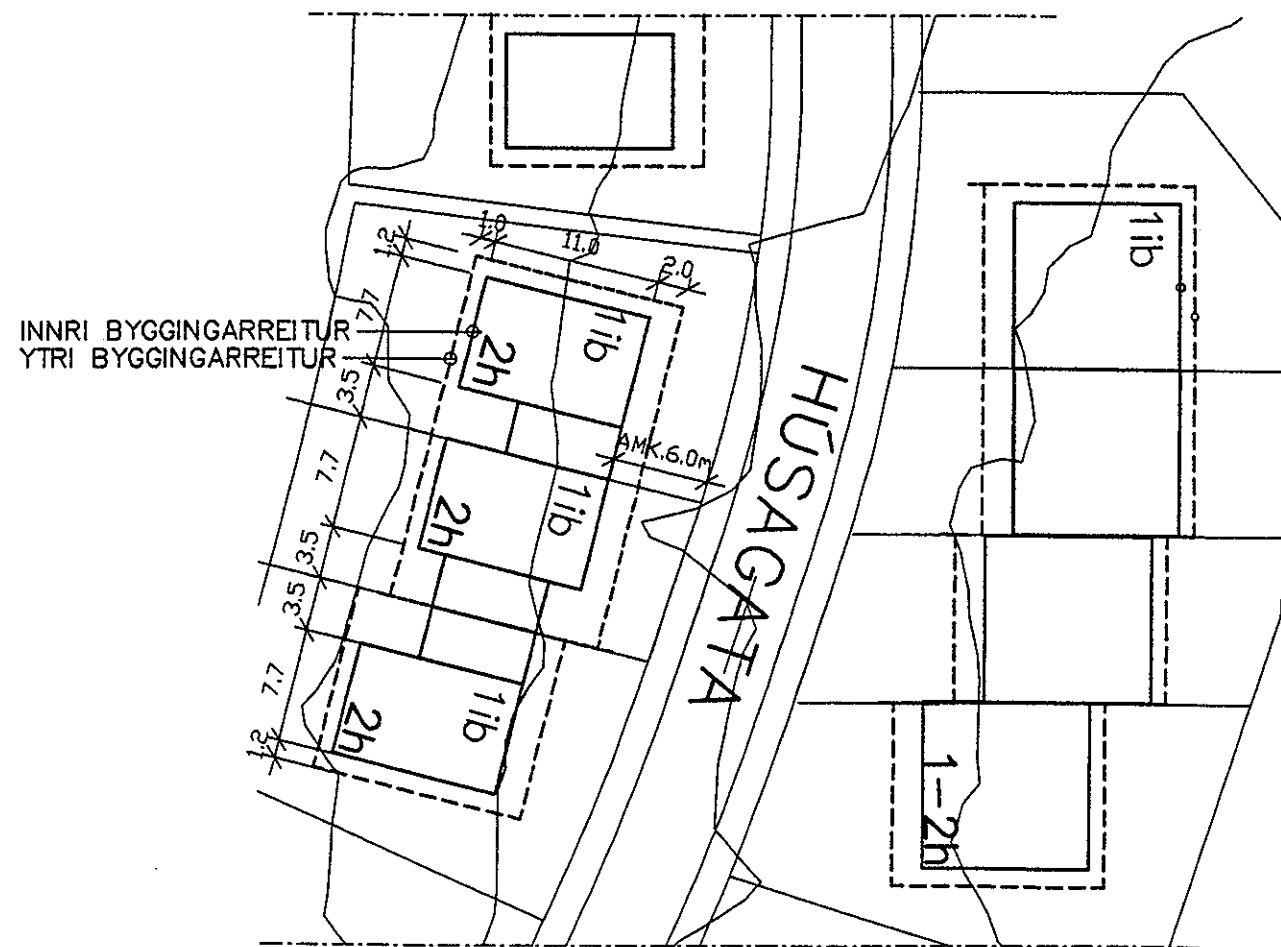 1.0
11.0
2.0
1.2
1.2
7.7
INNRI BYGGINGARREITUR
YTRI BYGGINGARREITUR
1ib
2h
3.5
AMK.6.0m
7.7
1ib
2h
3.5
3.5
7.7
1ib
2h
1.2
HÚSAGATA
1ib
1-2h